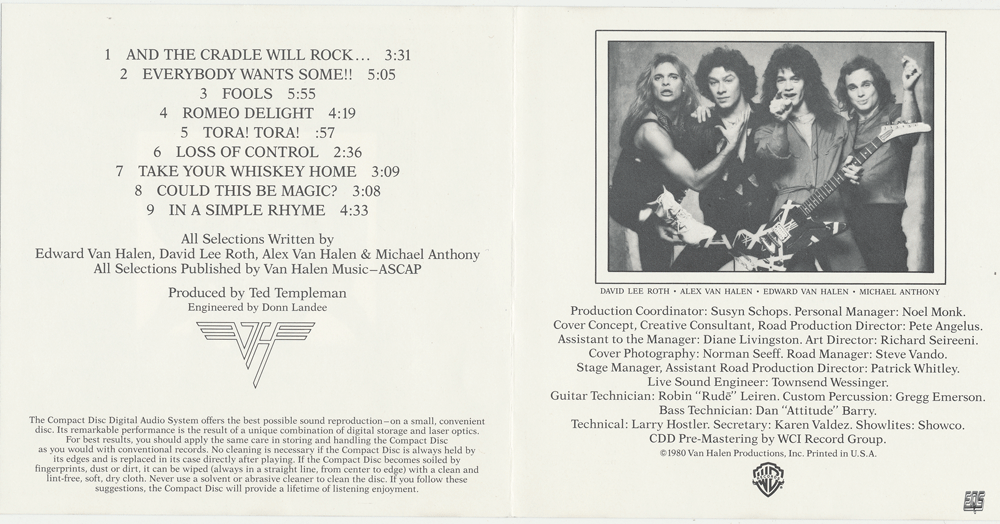 1 AND THE CRADLE WILL ROCK... 3:31
2 EVERYBODY WANTS SOME!! 5:05
3 FOOLS 5:55
4 ROMEO DELIGHT 4:19
5 TORA! TORA! :57
6 LOSS OF CONTROL 2:36
7 TAKE YOUR WHISKEY HOME 3:09
8 COULD THIS BE MAGIC? 3:08
9 IN A SIMPLE RHYME 4:33
All Selections Written by
Edward Van Halen, David Lee Roth, Alex Van Halen & Michael Anthony
All Selections Published by Van Halen Music–ASCAP
Produced by Ted Templeman
Engineered by Donn Landee
VH
The Compact Disc Digital Audio System offers the best possible sound reproduction–on a small, convenient
disc. Its remarkable performance is the result of a unique combination of digital storage and laser optics.
For best results, you should apply the same care in storing and handling the Compact Disc
as you would with conventional records. No cleaning is necessary if the Compact Disc is always held by
its edges and is replaced in its case directly after playing. If the Compact Disc becomes soiled by
fingerprints, dust or dirt, it can be wiped (always in a straight line, from center to edge) with a clean and
lint-free, soft, dry cloth. Never use a solvent or abrasive cleaner to clean the disc. If you follow these
suggestions, the Compact Disc will provide a lifetime of listening enjoyment.
DAVID LEE ROTH • ALEX VAN HALEN • EDWARD VAN HALEN • MICHAEL ANTHONY
Production Coordinator: Susyn Schops. Personal Manager: Noel Monk.
Cover Concept, Creative Consultant, Road Production Director: Pete Angelus.
Assistant to the Manager: Diane Livingston. Art Director: Richard Seireeni.
Cover Photography: Norman Seeff. Road Manager: Steve Vando.
Stage Manager, Assistant Road Production Director: Patrick Whitley.
Live Sound Engineer: Townsend Wessinger.
Guitar Technician: Robin “Rudé” Leiren. Custom Percussion: Gregg Emerson.
Bass Technician: Dan “Attitude” Barry.
Technical: Larry Hostler. Secretary: Karen Valdez. Showlites: Showco.
CDD Pre-Mastering by WCI Record Group.
©1980 Van Halen Productions, Inc. Printed in U.S.A.